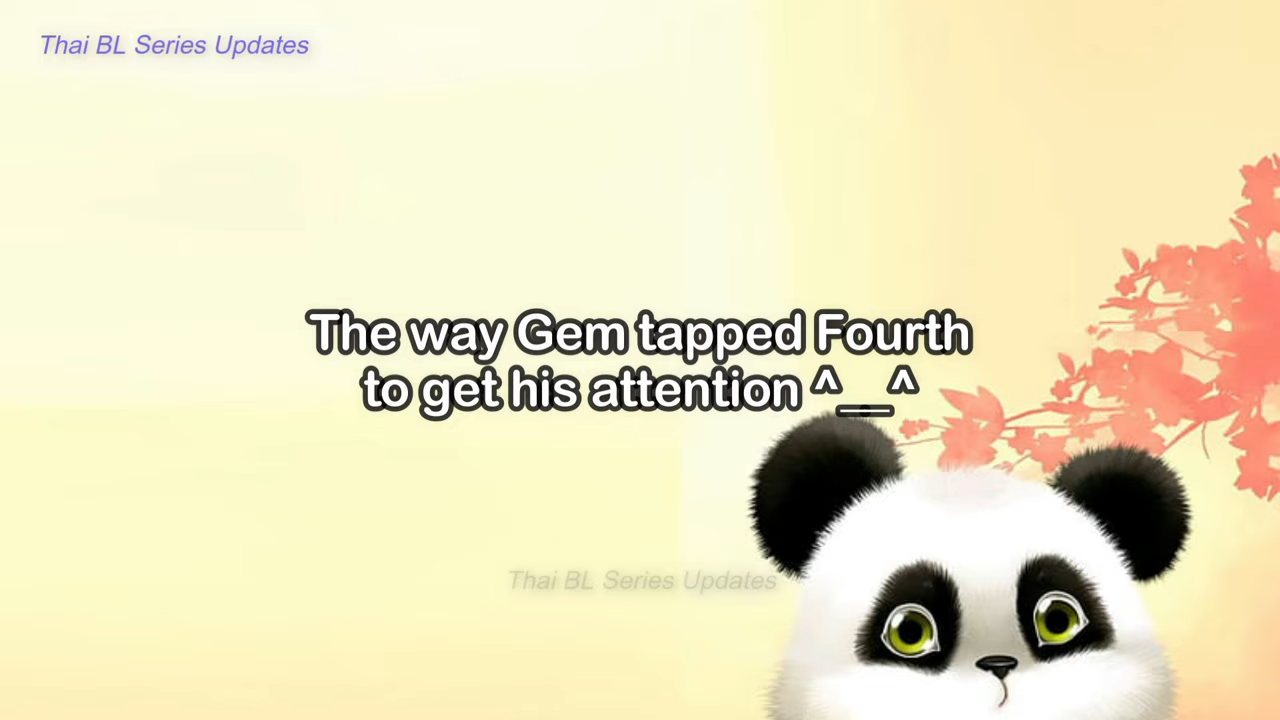 Thai BL Series Updates
The way Gem tapped Fourth
to get his attention ^__^
Thai BL Series Updates